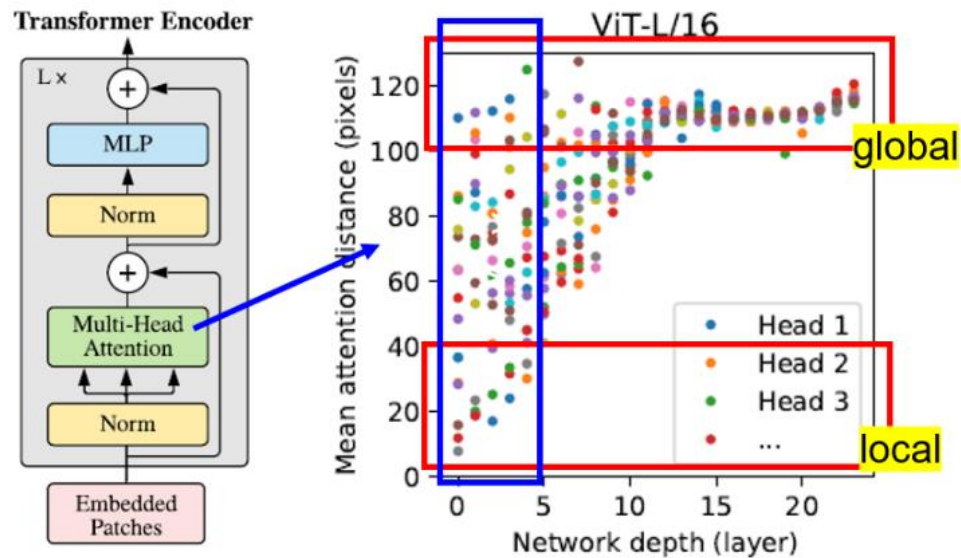 Transformer Encoder
L ×
+
MLP
Norm
+
Multi-Head
Attention
Norm
Embedded
Patches
ViT-L/16
Mean attention distance (pixels)
120
100
80
60
40
20
0
0
5
10
15
20
Network depth (layer)
Head 1
Head 2
Head 3
...
global
local